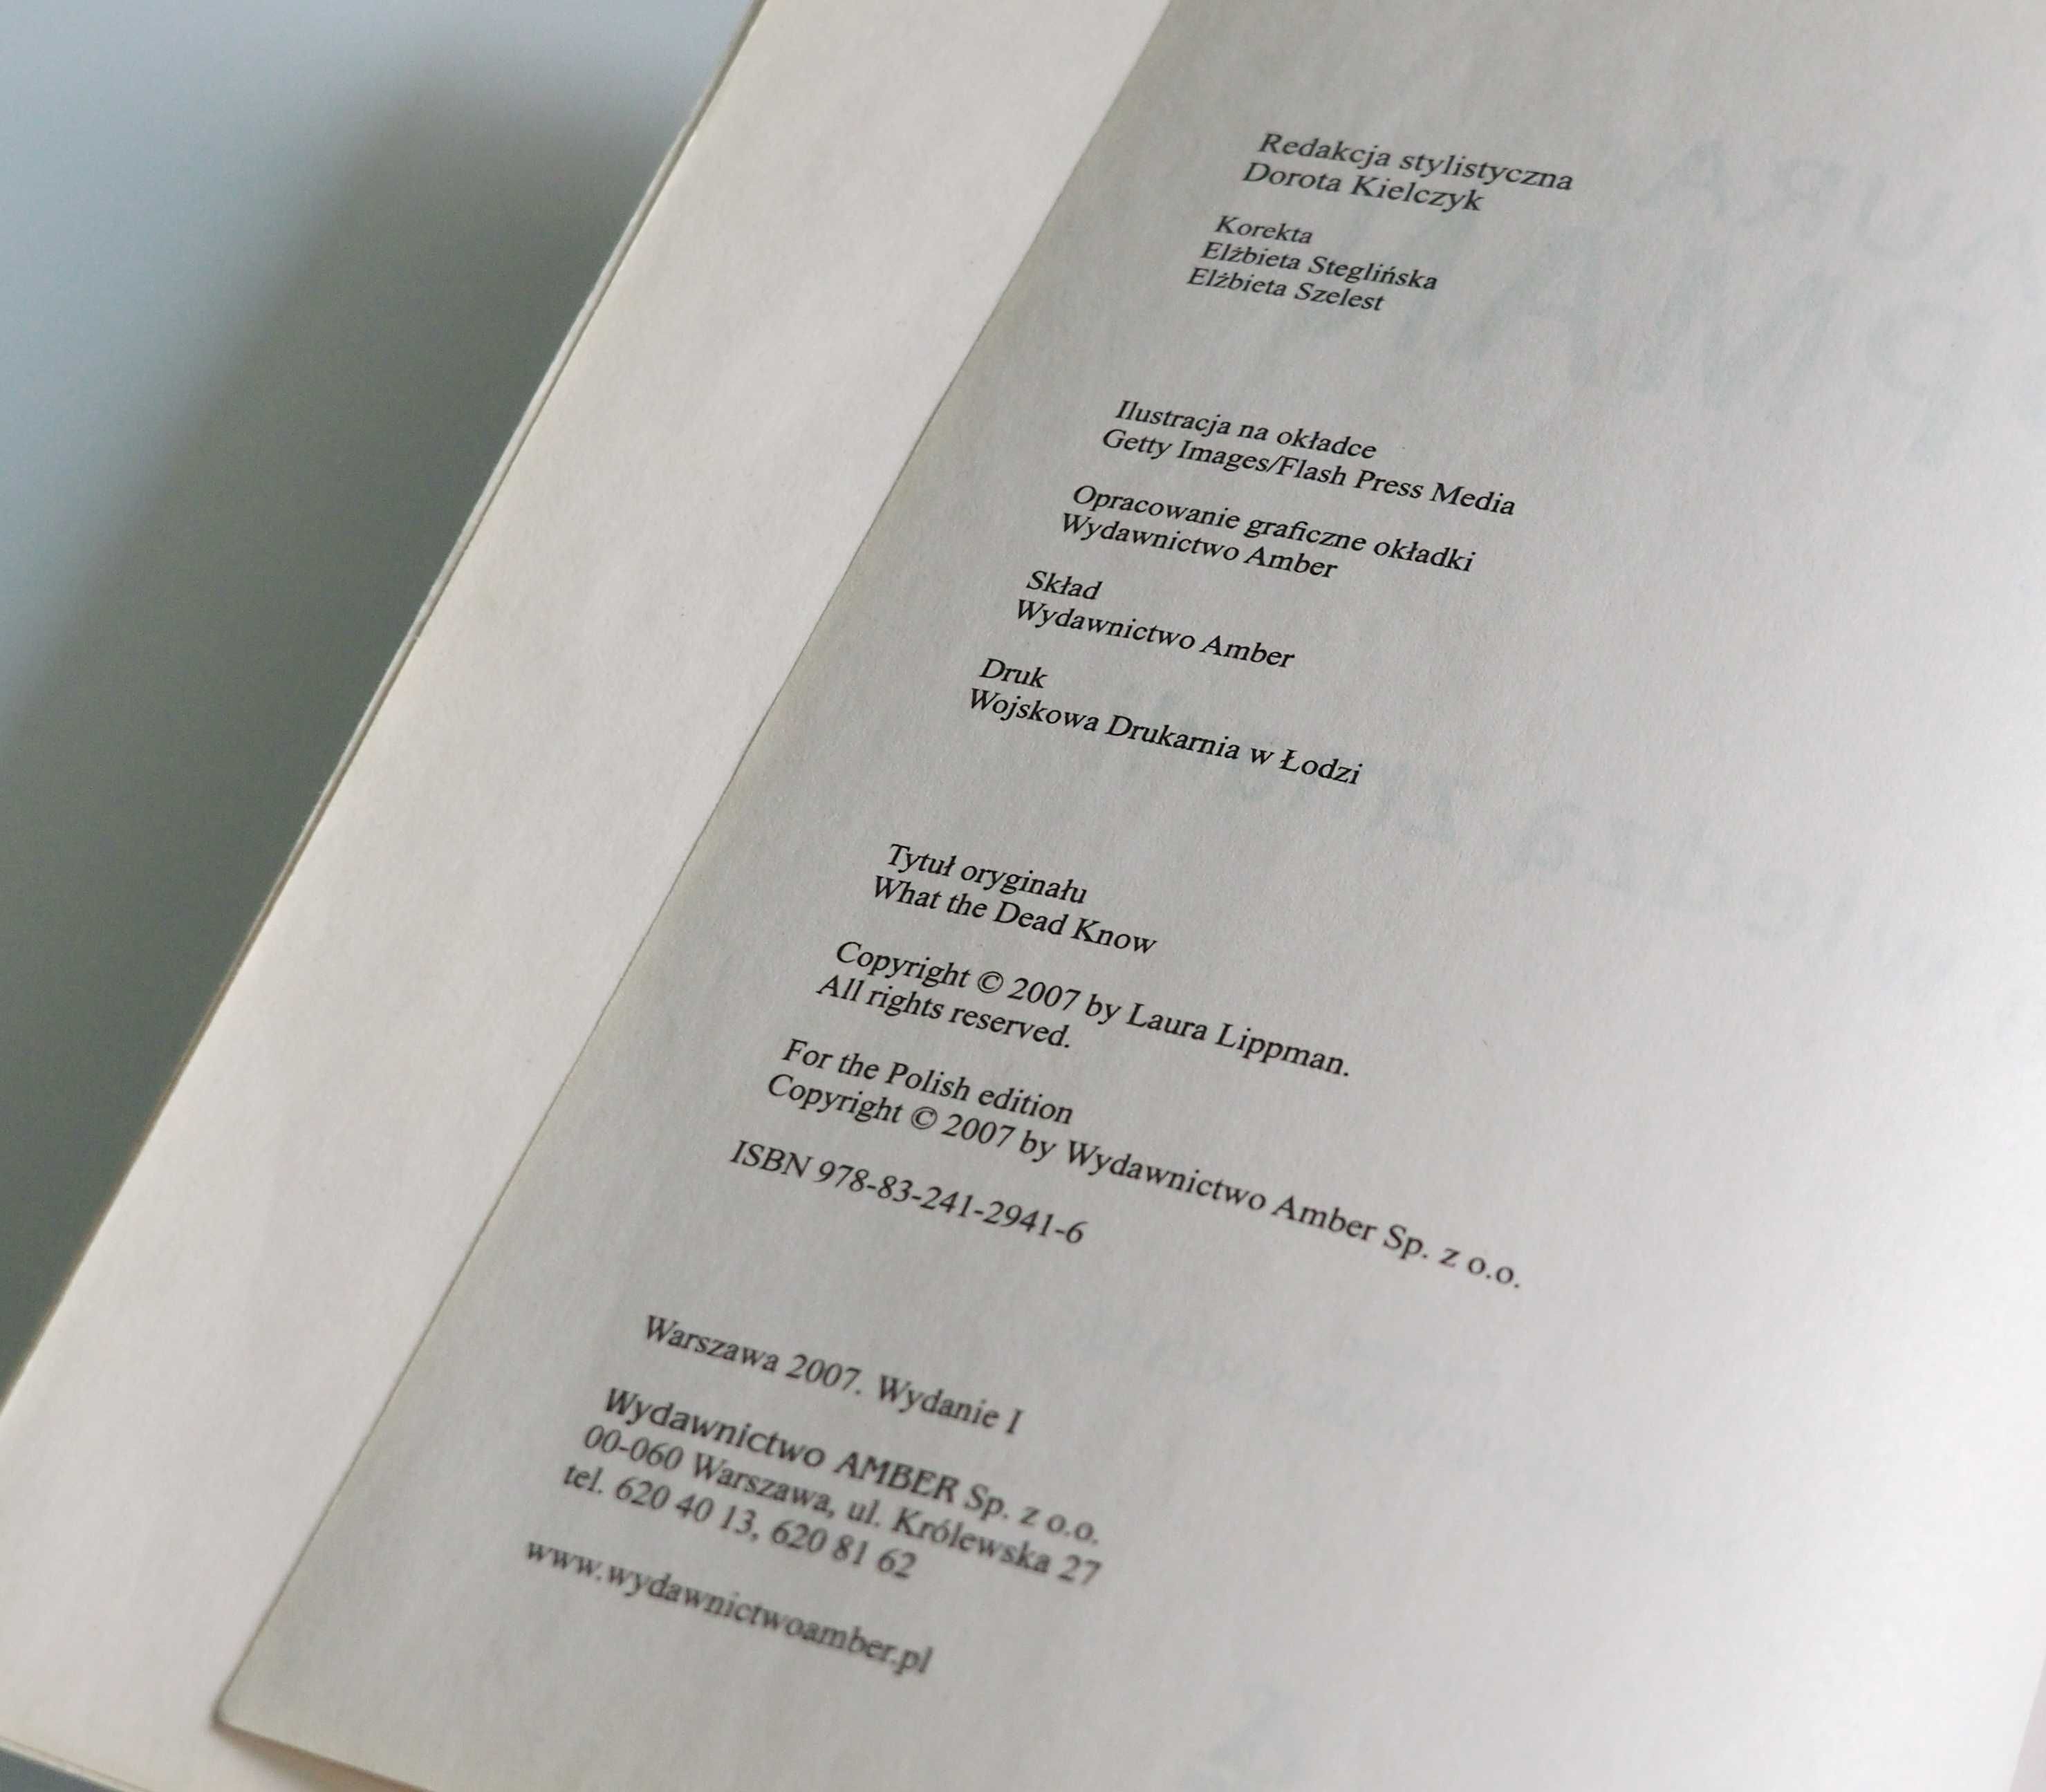 Redakcja stylistyczna
Dorota Kielczyk
Korekta
Elżbieta Steglińska
Elżbieta Szelest
Ilustracja na okładce
Getty Images/Flash Press Media
Opracowanie graficzne okładki
Wydawnictwo Amber
Skład
Wydawnictwo Amber
Druk
Wojskowa Drukarnia w Łodzi
Tytuł oryginału
What the Dead Know
Copyright © 2007 by Laura Lippman.
All rights reserved.
For the Polish edition
Copyright © 2007 by Wydawnictwo Amber Sp. z o.o.
ISBN 978-83-241-2941-6
Warszawa 2007. Wydanie I
Wydawnictwo AMBER Sp. z o.o.
00-060 Warszawa, ul. Królewska 27
tel. 620 40 13, 620 81 62
www.wydawnictwoamber.pl